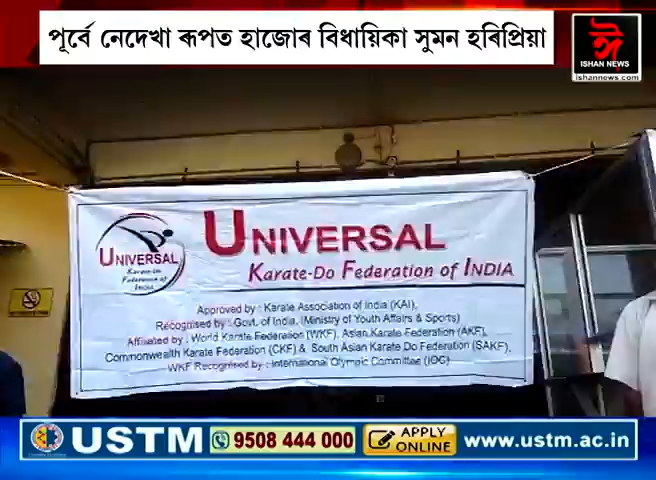 পূৰ্বে নেদেখা ৰূপত হাজোৰ বিধায়িকা সুমন হৰিপ্ৰিয়া
ঈ
ISHAN NEWS
ishannews.com
UNIVERSAL
Karate-Do
Federation of
INDIA
UNIVERSAL
KARATE-DO FEDERATION OF INDIA
Approved by : Karate Association of India (KAI),
Recognised by : Govt. of India, (Ministry of Youth Affairs & Sports)
Affiliated by : World Karate Federation (WKF), Asian Karate Federation (AKF),
Commonwealth Karate Federation (CKF) & South Asian Karate Do Federation (SAKF),
WKF Recognised by : International Olympic Committee (IOC)
USTM 9508 444 000 APPLY ONLINE www.ustm.ac.in